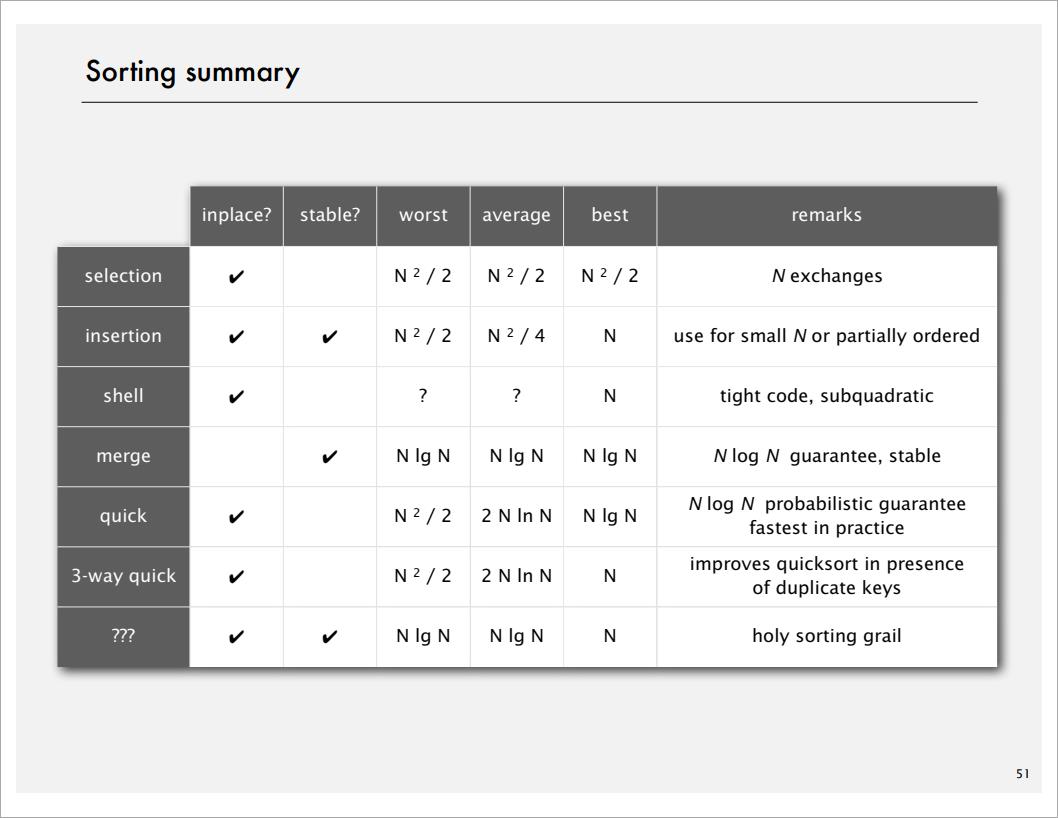 Sorting summary
inplace? stable? worst average best remarks
selection ✔ N ² / 2 N ² / 2 N ² / 2 N exchanges
insertion ✔ ✔ N ² / 2 N ² / 4 N use for small N or partially ordered
shell ✔ ? ? N tight code, subquadratic
merge ✔ N lg N N lg N N lg N N log N guarantee, stable
quick ✔ N ² / 2 2 N ln N N lg N N log N probabilistic guarantee
fastest in practice
3-way quick ✔ N ² / 2 2 N ln N N improves quicksort in presence
of duplicate keys
??? ✔ ✔ N lg N N lg N N holy sorting grail
51